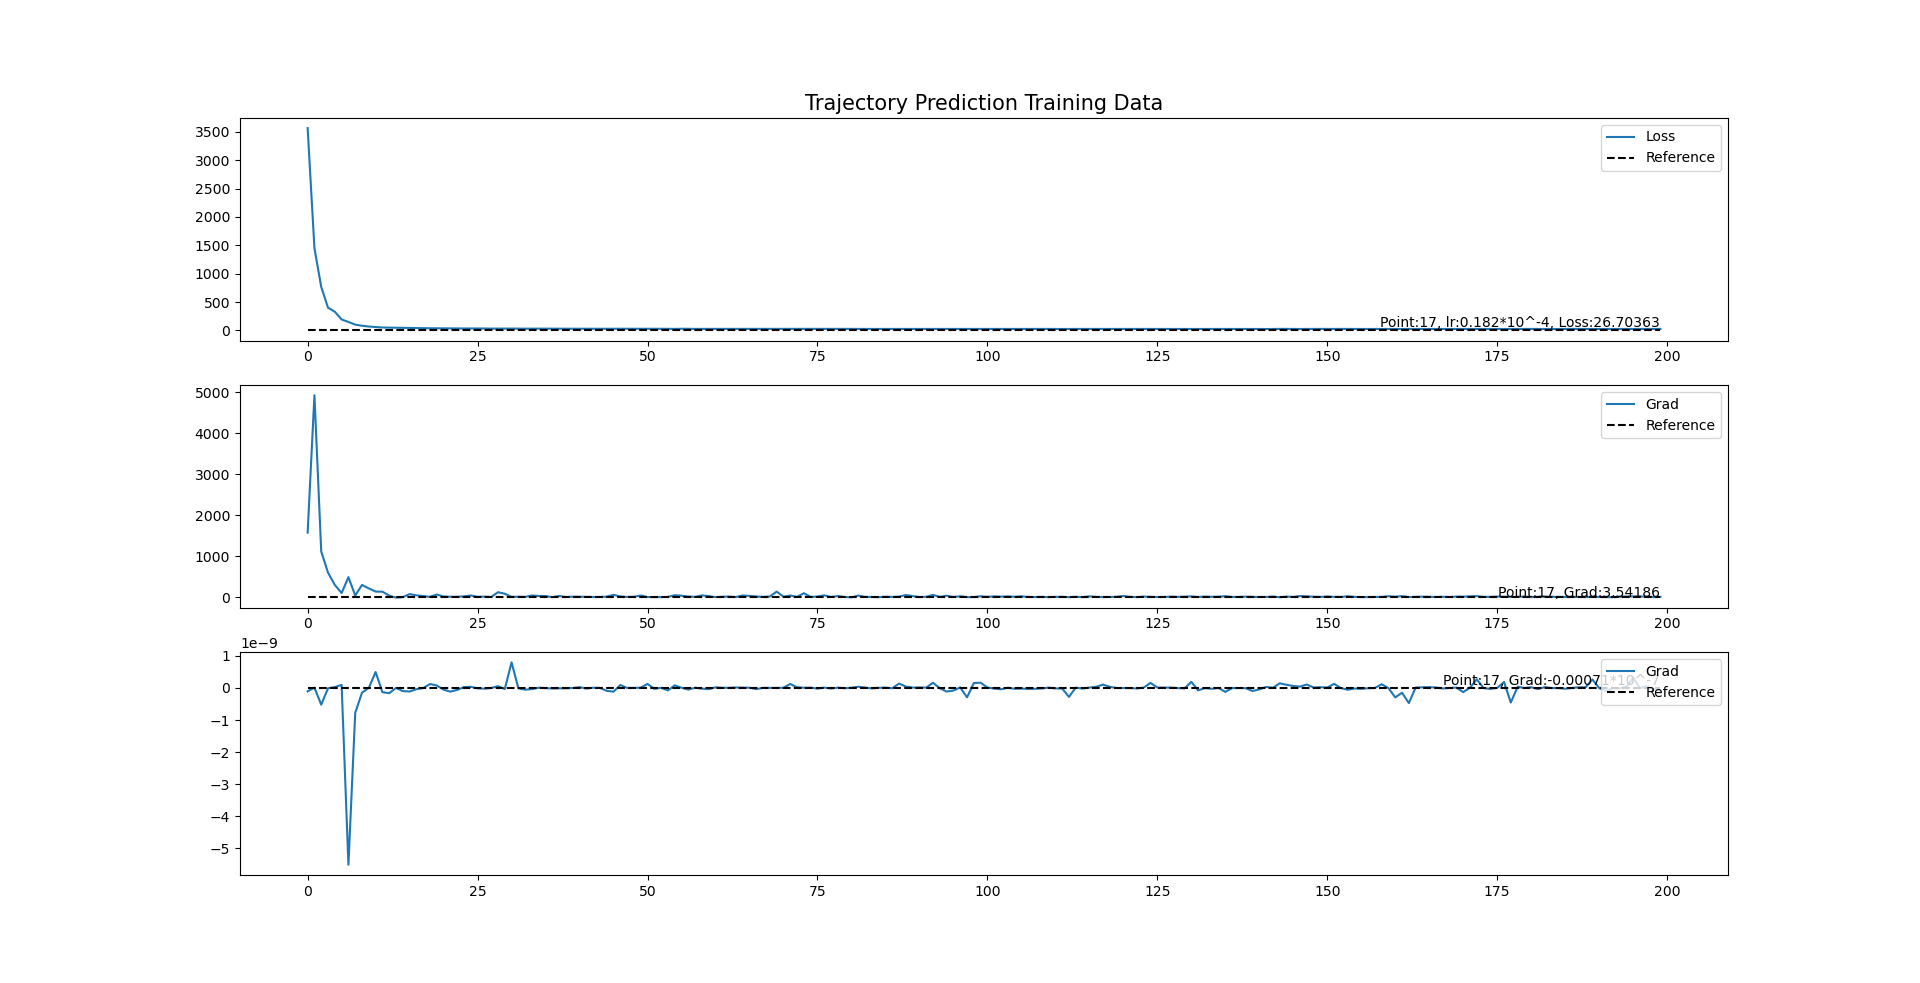 Trajectory Prediction Training Data
3500
3000
2500
2000
1500
1000
500
0
Loss
Reference
Point:17, lr:0.182*10^-4, Loss:26.70363
0 25 50 75 100 125 150 175 200
5000
4000
3000
2000
1000
0
Grad
Reference
Point:17, Grad:3.54186
0 25 50 75 100 125 150 175 200
1e−9
1
0
−1
−2
−3
−4
−5
Grad
Reference
Point:17, Grad:-0.00071*10^-7
0 25 50 75 100 125 150 175 200